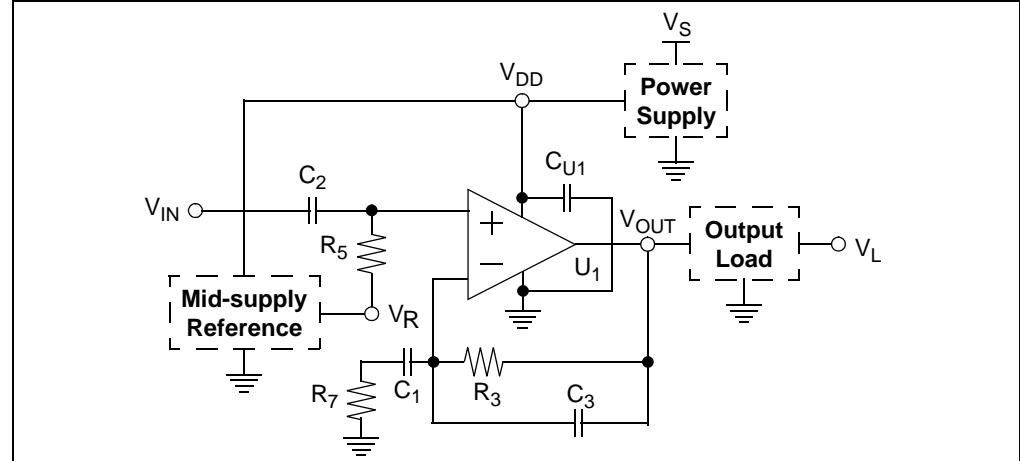 V_S
V_DD
Power
Supply
C_U1
C_2
V_IN
V_OUT
R_5
+
−
U_1
Output
Load
V_L
Mid-supply
Reference
V_R
C_1
R_3
R_7
C_3